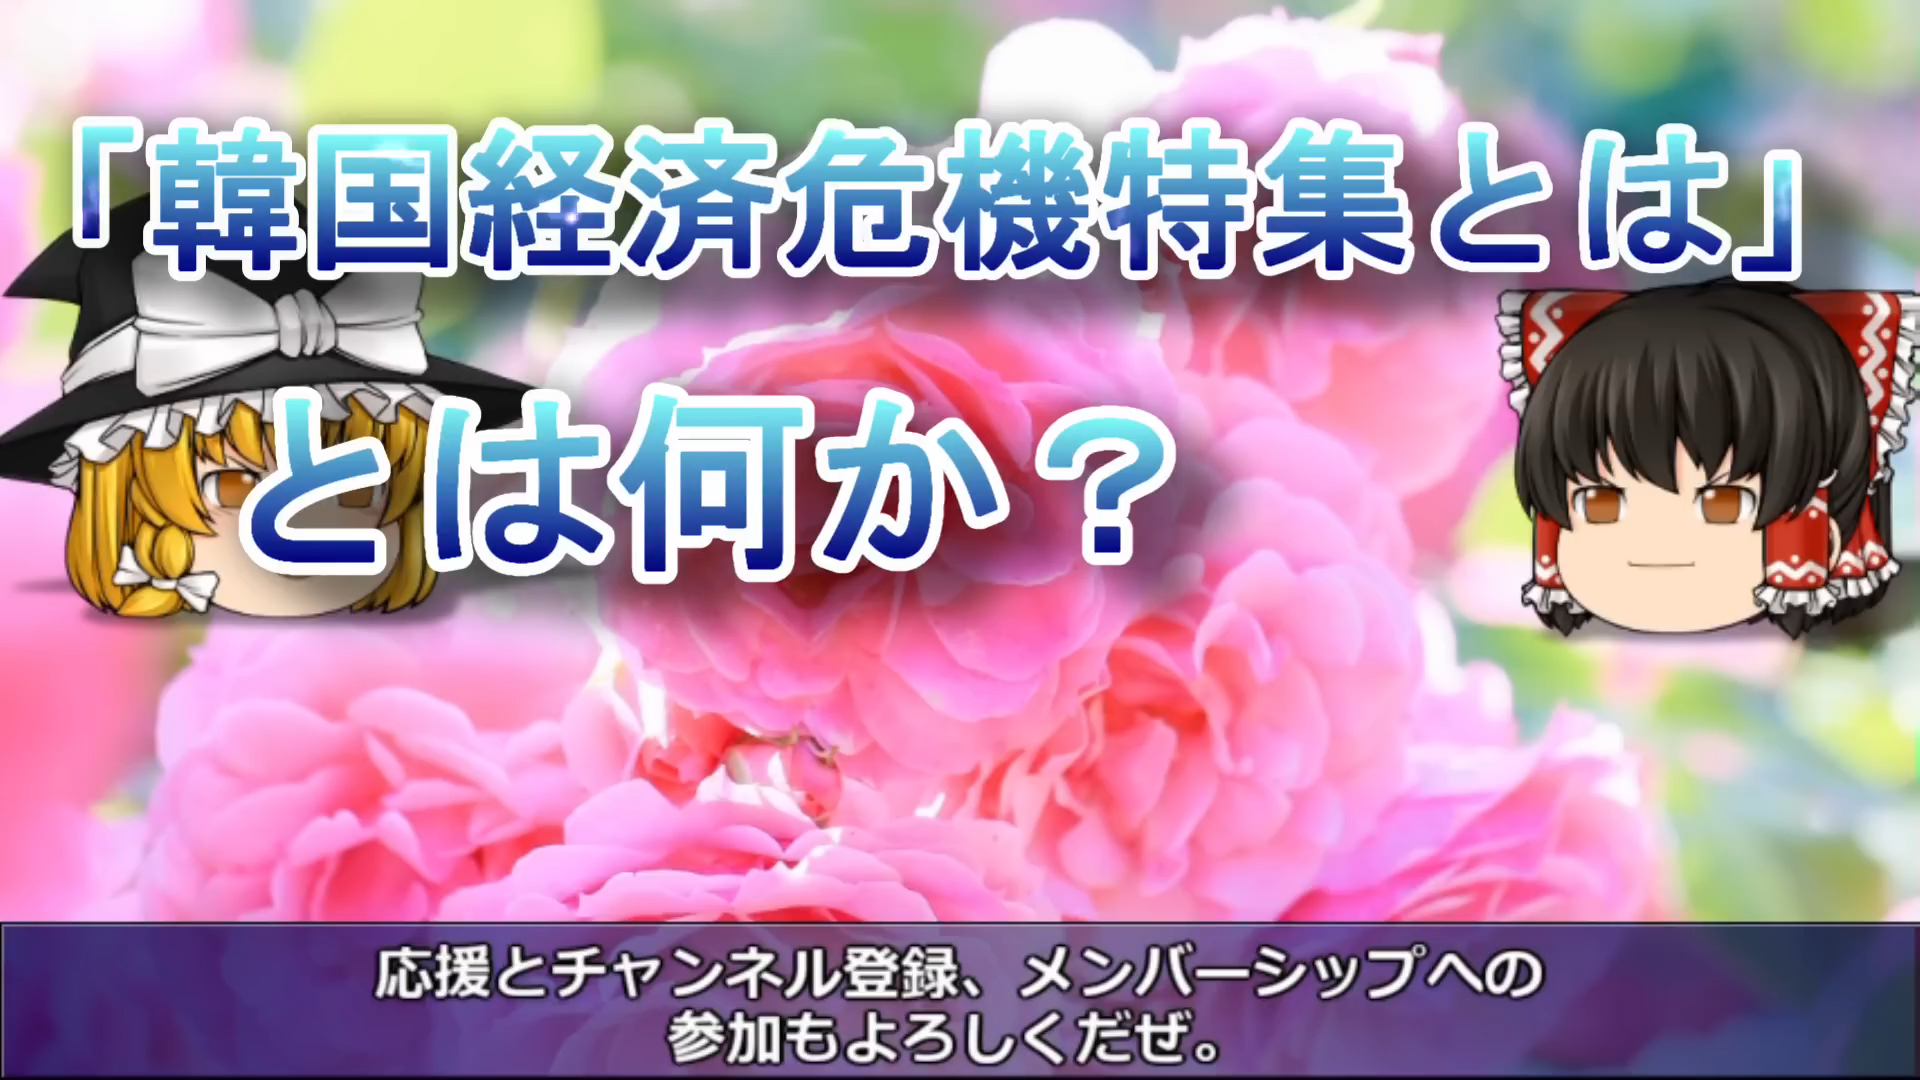 「韓国経済危機特集とは」
とは何か？
応援とチャンネル登録、メンバーシップへの
参加もよろしくだぜ。